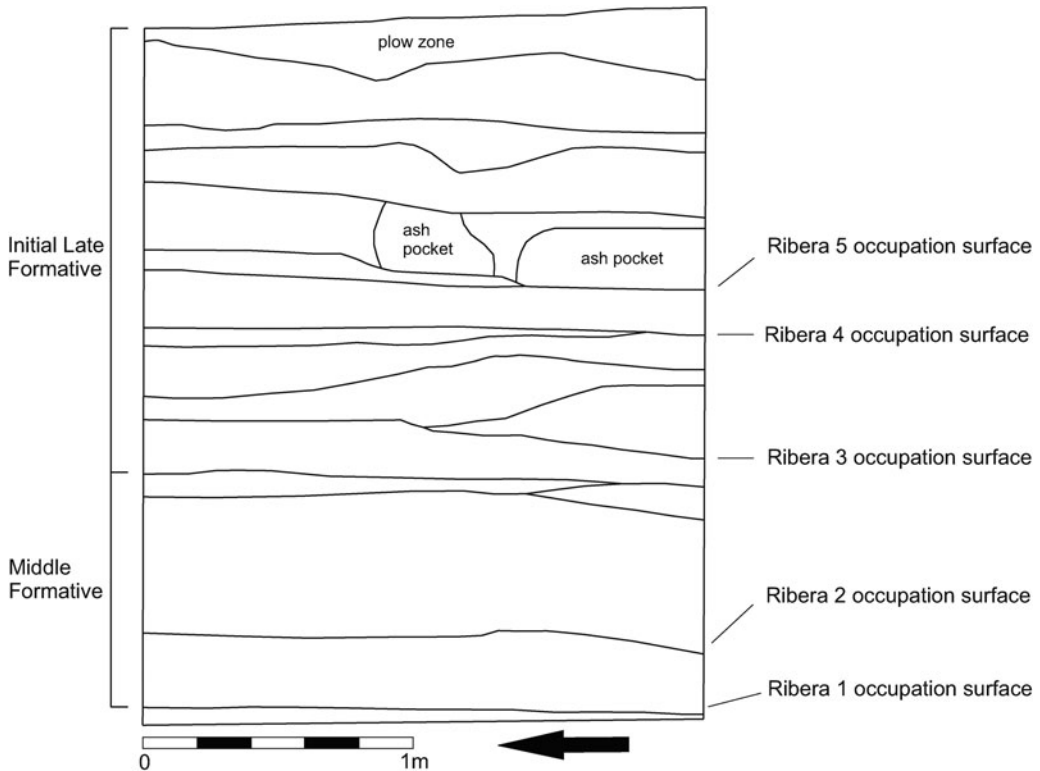 plow zone
Initial Late
Formative
ash
pocket
ash pocket
Ribera 5 occupation surface
Ribera 4 occupation surface
Ribera 3 occupation surface
Middle
Formative
Ribera 2 occupation surface
Ribera 1 occupation surface
0
1m